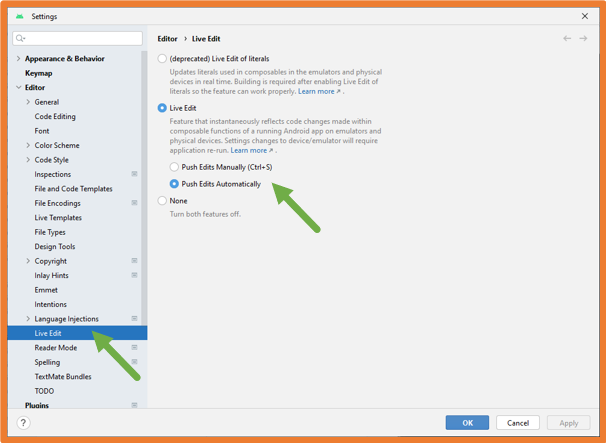 Settings
Appearance & Behavior
Keymap
Editor
General
Code Editing
Font
Color Scheme
Code Style
Inspections
File and Code Templates
File Encodings
Live Templates
File Types
Design Tools
Copyright
Inlay Hints
Emmet
Intentions
Language Injections
Live Edit
Reader Mode
Spelling
TextMate Bundles
TODO
Plugins
Editor › Live Edit
(deprecated) Live Edit of literals
Updates literals used in composables in the emulators and physical
devices in real time. Building is required after enabling Live Edit of
literals so the feature can work properly. Learn more ↗ .
Live Edit
Feature that instantaneously reflects code changes made within
composable functions of a running Android app on emulators and
physical devices. Settings changes to device/emulator will require
application re-run. Learn more ↗ .
Push Edits Manually (Ctrl+S)
Push Edits Automatically
None
Turn both features off.
?
OK
Cancel
Apply